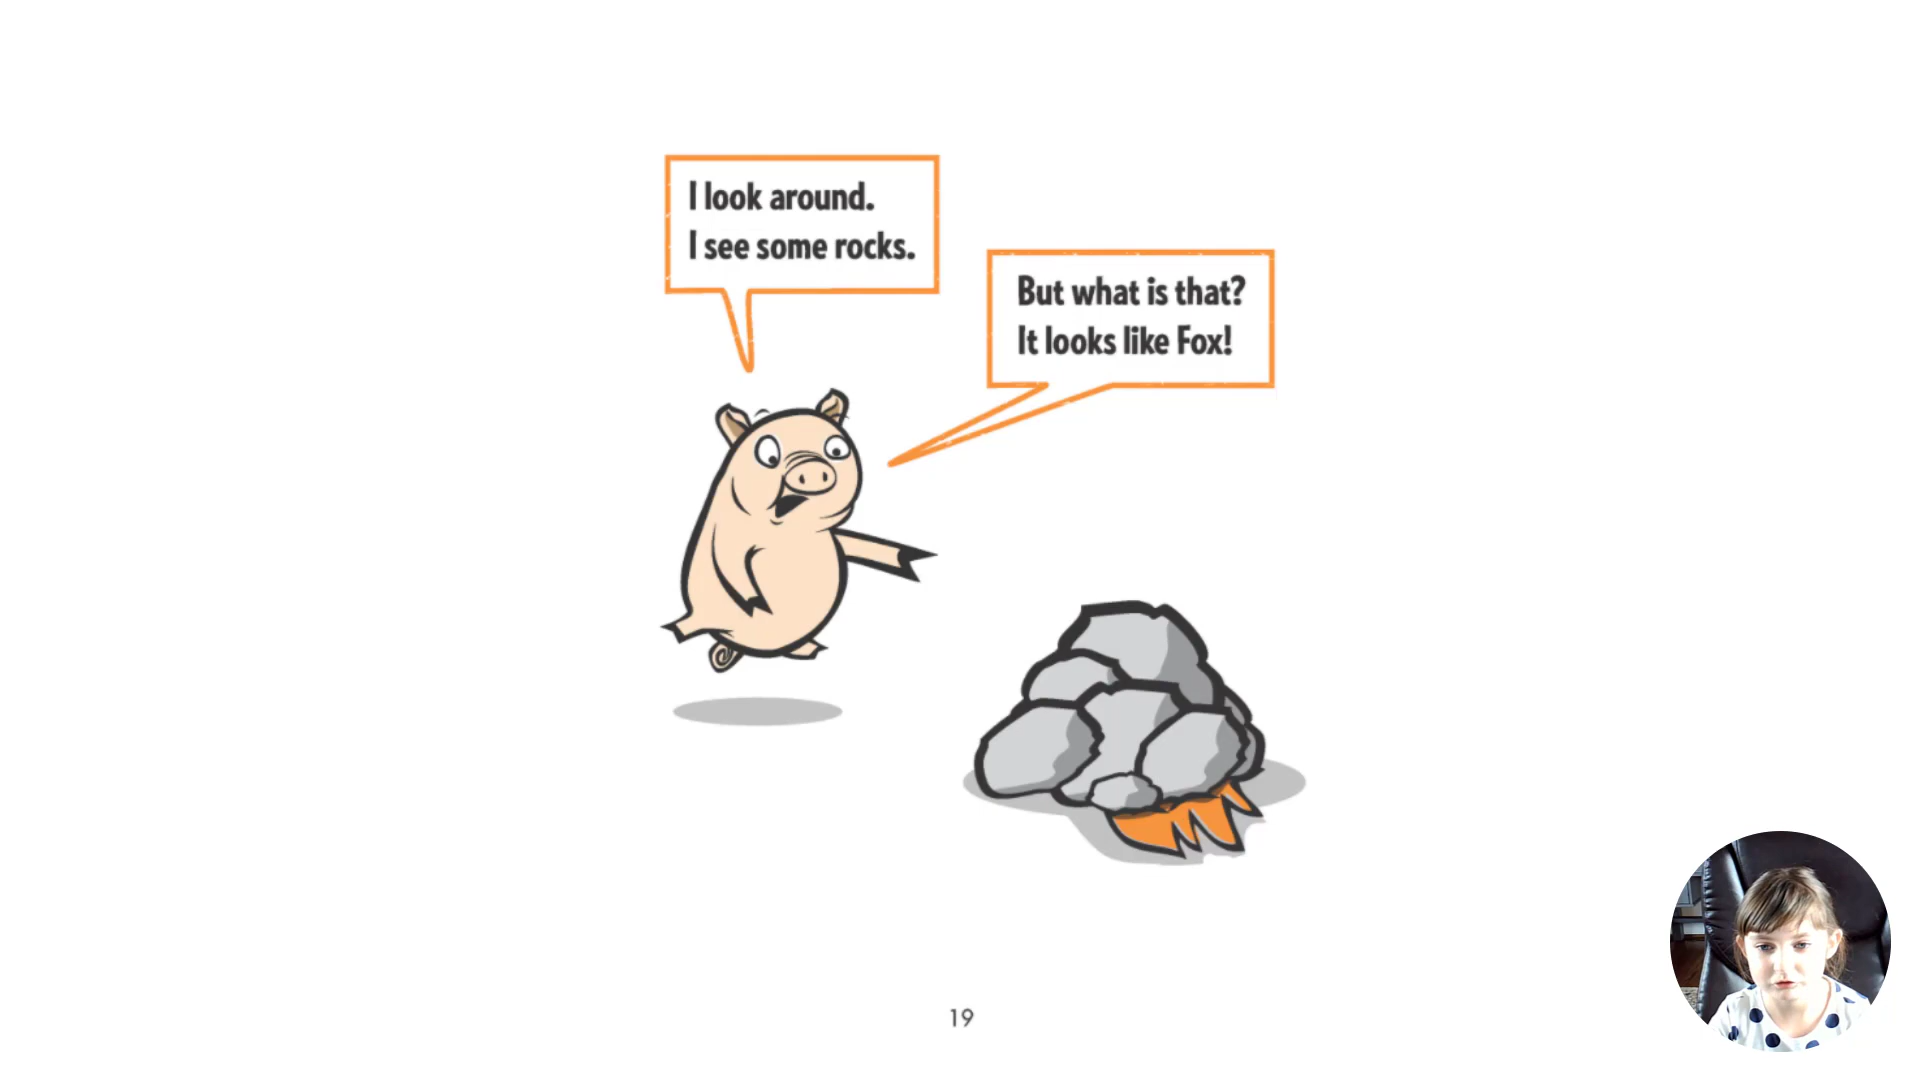 I look around.
I see some rocks.
But what is that?
It looks like Fox!
19